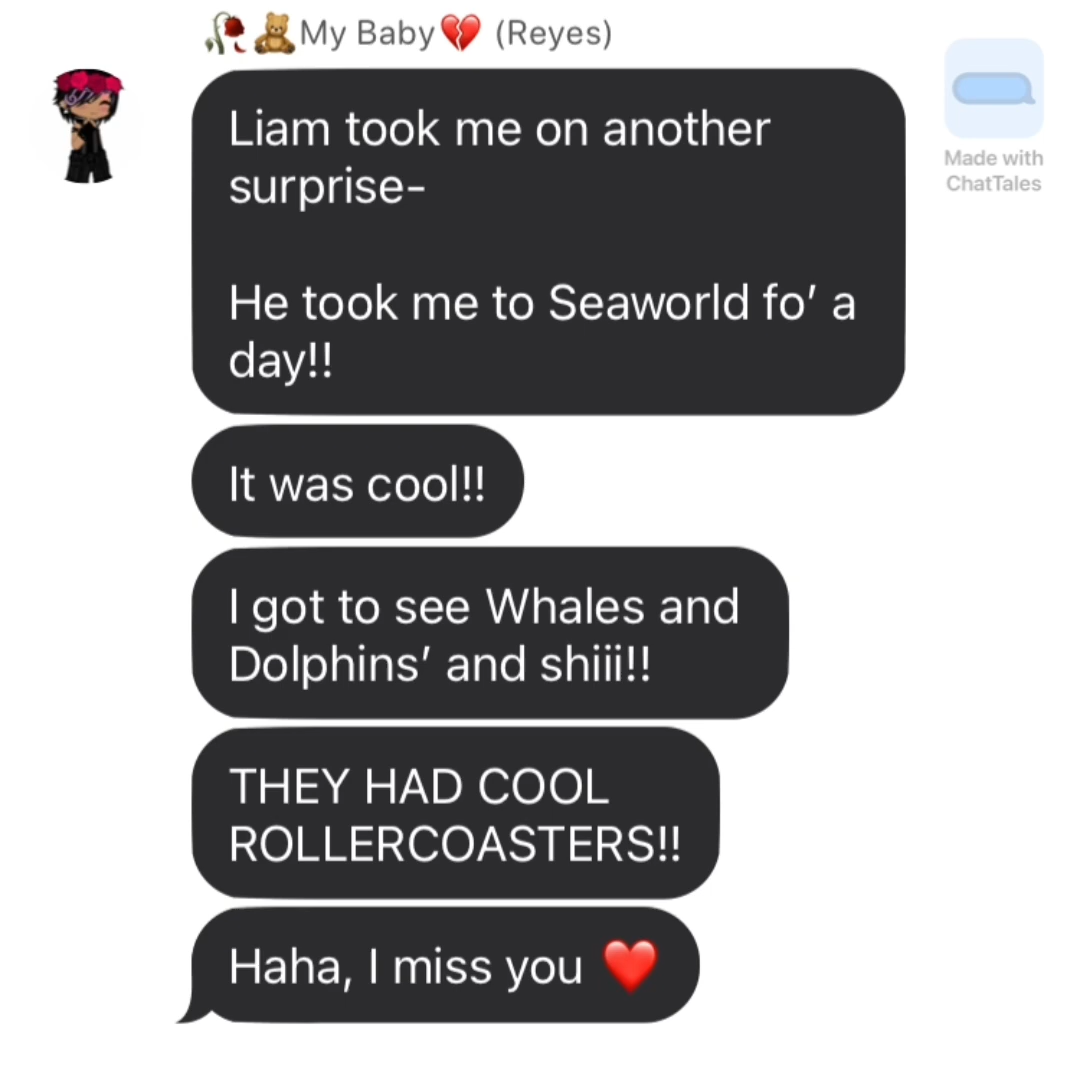 🥀🧸My Baby💔 (Reyes)
Liam took me on another
surprise-
He took me to Seaworld fo’ a
day!!
It was cool!!
I got to see Whales and
Dolphins’ and shiii!!
THEY HAD COOL
ROLLERCOASTERS!!
Haha, I miss you ❤️
Made with
ChatTales